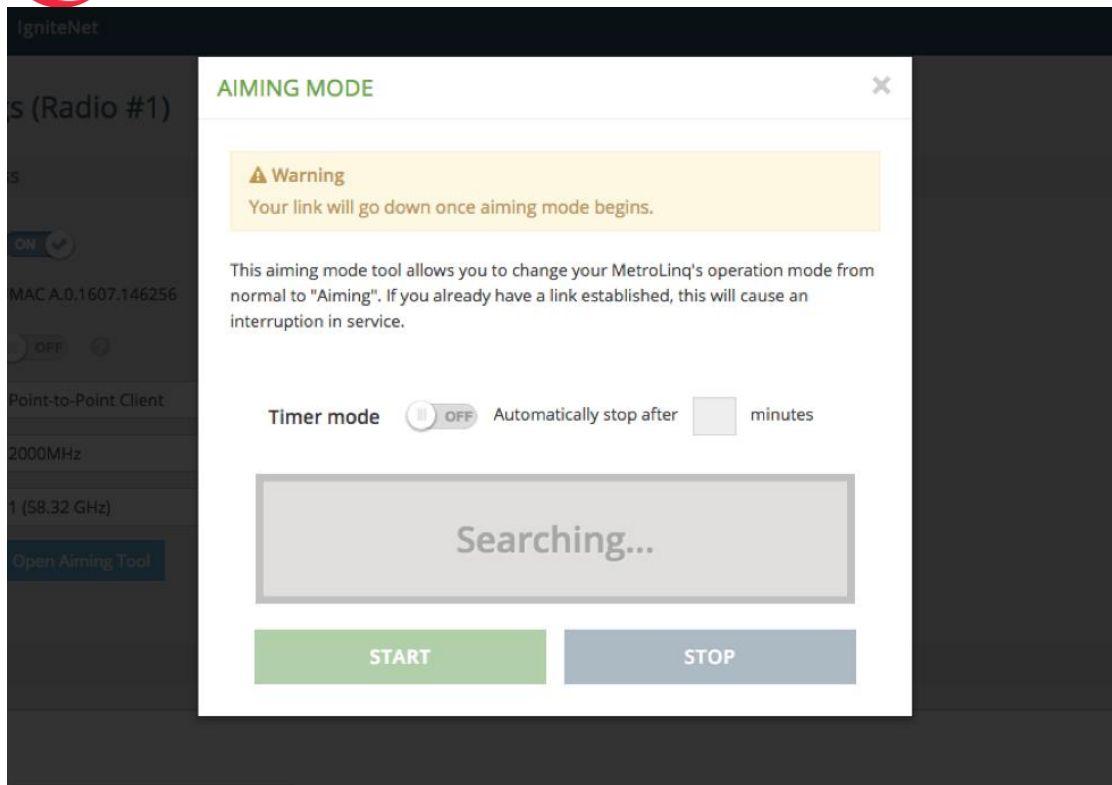 IgniteNet
AIMING MODE
s (Radio #1)
Warning
Your link will go down once aiming mode begins.
ON
This aiming mode tool allows you to change your MetroLinq's operation mode from
normal to "Aiming". If you already have a link established, this will cause an
interruption in service.
MAC A.0.1607.146256
OFF
Point-to-Point Client
Timer mode OFF Automatically stop after minutes
2000MHz
1 (58.32 GHz)
Searching...
Open Aiming Tool
START STOP